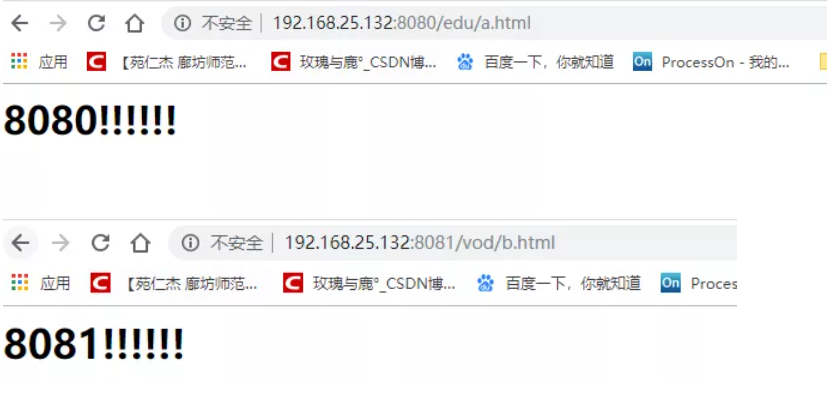 不安全 | 192.168.25.132:8080/edu/a.html
应用 【苑仁杰 廊坊师范... 玫瑰与鹿°_CSDN博... 百度一下，你就知道 On ProcessOn - 我的...
8080!!!!!!
不安全 | 192.168.25.132:8081/vod/b.html
应用 【苑仁杰 廊坊师范... 玫瑰与鹿°_CSDN博... 百度一下，你就知道 On Proces
8081!!!!!!